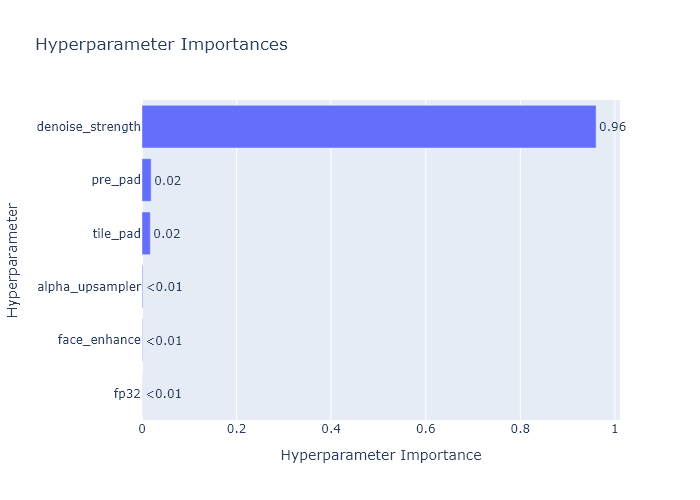 Hyperparameter Importances
Hyperparameter
denoise_strength 0.96
pre_pad 0.02
tile_pad 0.02
alpha_upsampler <0.01
face_enhance <0.01
fp32 <0.01
0 0.2 0.4 0.6 0.8 1
Hyperparameter Importance